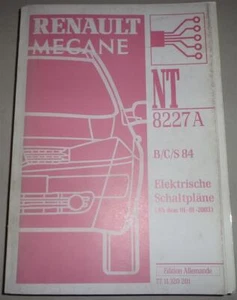 RENAULT
MEGANE
NT
8227A
B/C/S 84
Elektrische
Schaltpläne
Edition Allemande